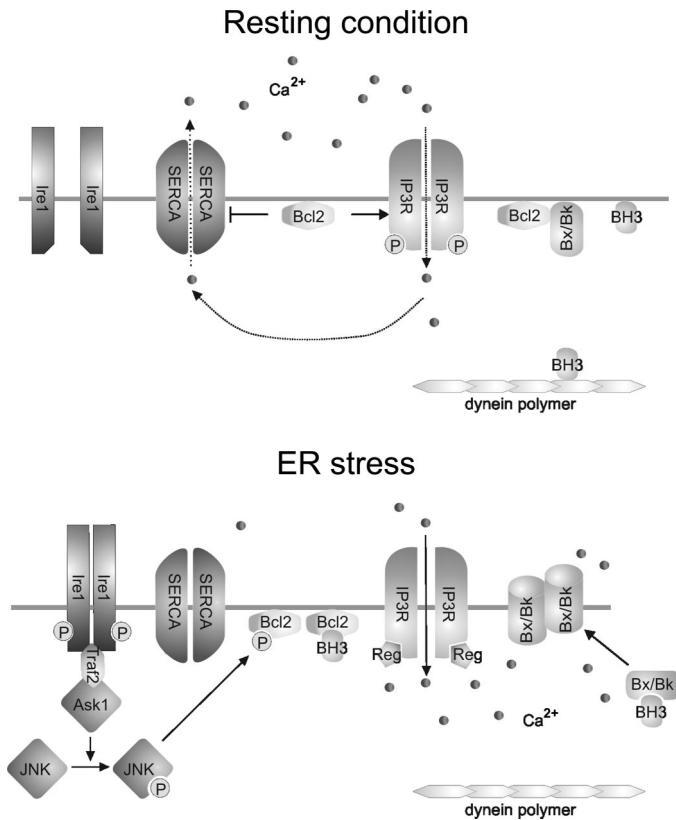 Resting condition
Ca2+
Ire1
Ire1
SERCA
SERCA
Bcl2
IP3R
IP3R
P
P
Bcl2
Bx/Bk
BH3
BH3
dynein polymer
ER stress
Ire1
Ire1
P
P
Traf2
Ask1
JNK
JNK
P
SERCA
SERCA
Bcl2
P
Bcl2
BH3
IP3R
IP3R
Reg
Reg
Ca2+
Bx/Bk
Bx/Bk
Bx/Bk
BH3
dynein polymer